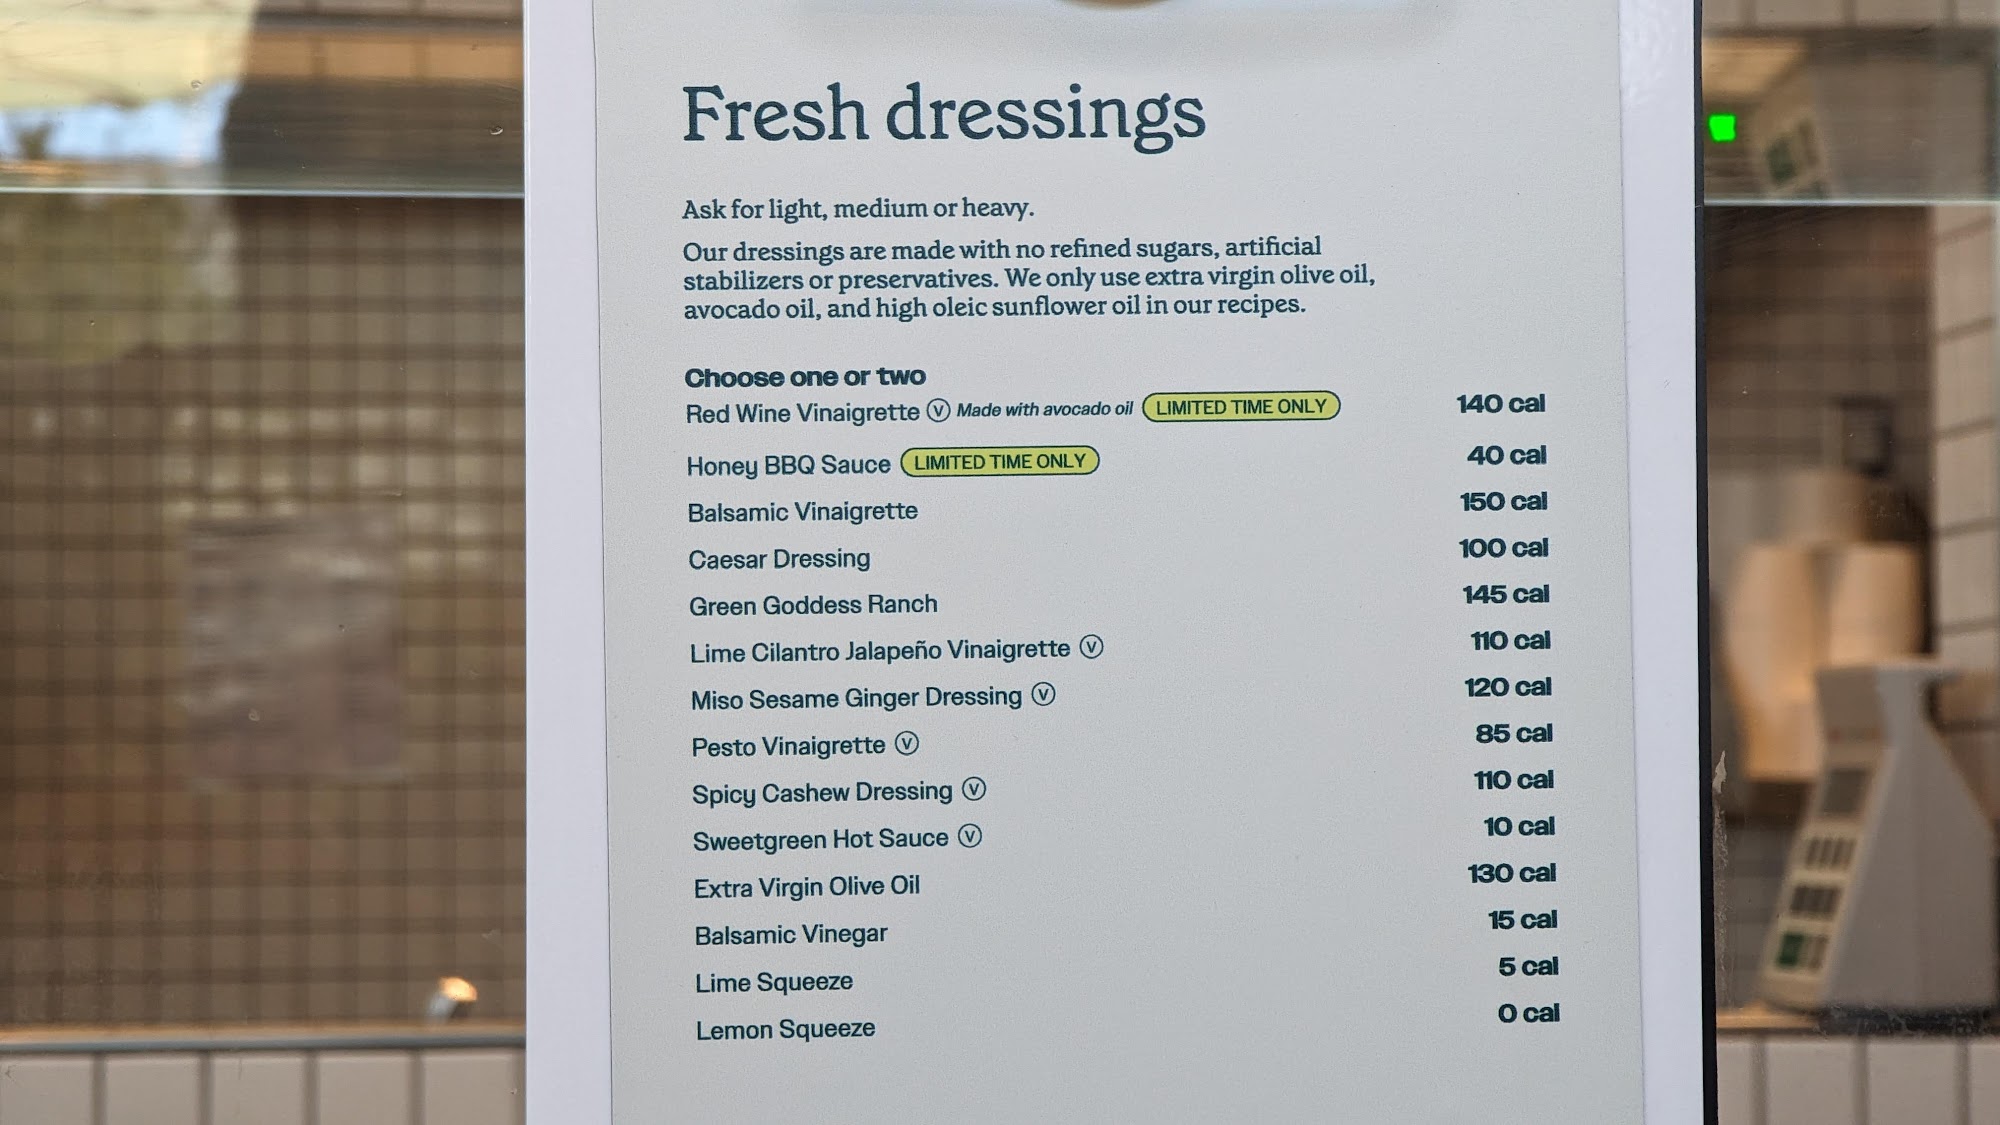 Fresh dressings
Ask for light, medium or heavy.
Our dressings are made with no refined sugars, artificial
stabilizers or preservatives. We only use extra virgin olive oil,
avocado oil, and high oleic sunflower oil in our recipes.
Choose one or two
Red Wine Vinaigrette Ⓥ Made with avocado oil LIMITED TIME ONLY 140 cal
Honey BBQ Sauce LIMITED TIME ONLY 40 cal
Balsamic Vinaigrette 150 cal
Caesar Dressing 100 cal
Green Goddess Ranch 145 cal
Lime Cilantro Jalapeño Vinaigrette Ⓥ 110 cal
Miso Sesame Ginger Dressing Ⓥ 120 cal
Pesto Vinaigrette Ⓥ 85 cal
Spicy Cashew Dressing Ⓥ 110 cal
Sweetgreen Hot Sauce Ⓥ 10 cal
Extra Virgin Olive Oil 130 cal
Balsamic Vinegar 15 cal
Lime Squeeze 5 cal
Lemon Squeeze 0 cal